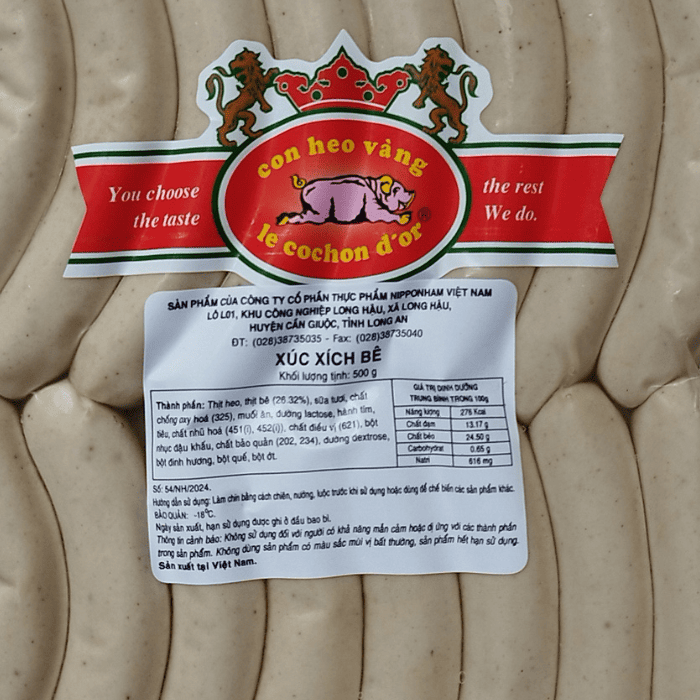 con heo vàng
You choose
the taste
the rest
We do.
®
le cochon d'or
SẢN PHẨM CỦA CÔNG TY CỔ PHẦN THỰC PHẨM NIPPONHAM VIỆT NAM
LÔ L01, KHU CÔNG NGHIỆP LONG HẬU, XÃ LONG HẬU,
HUYỆN CẦN GIUỘC, TỈNH LONG AN
ĐT: (028)38735035 - Fax: (028)38735040
XÚC XÍCH BÊ
Khối lượng tịnh: 500 g
Thành phần: Thịt heo, thịt bê (26.32%), sữa tươi, chất
chống oxy hoá (325), muối ăn, đường lactose, hành tím,
tiêu, chất nhũ hoá (451(i), 452(i)), chất điều vị (621), bột
nhục đậu khấu, chất bảo quản (202, 234), đường dextrose,
bột đinh hương, bột quế, bột ớt.
GIÁ TRỊ DINH DƯỠNG
TRUNG BÌNH TRONG 100g
Năng lượng 276 Kcal
Chất đạm 13.17 g
Chất béo 24.50 g
Carbohydrat 0.65 g
Natri 616 mg
Số: 54/NH/2024.
Hướng dẫn sử dụng: Làm chín bằng cách chiên, nướng, luộc trước khi sử dụng hoặc dùng để chế biến các sản phẩm khác.
BẢO QUẢN: -18°C.
Ngày sản xuất, hạn sử dụng được ghi ở đầu bao bì.
Thông tin cảnh báo: Không sử dụng đối với người có khả năng mẫn cảm hoặc dị ứng với các thành phần
trong sản phẩm. Không dùng sản phẩm có màu sắc mùi vị bất thường, sản phẩm hết hạn sử dụng.
Sản xuất tại Việt Nam.